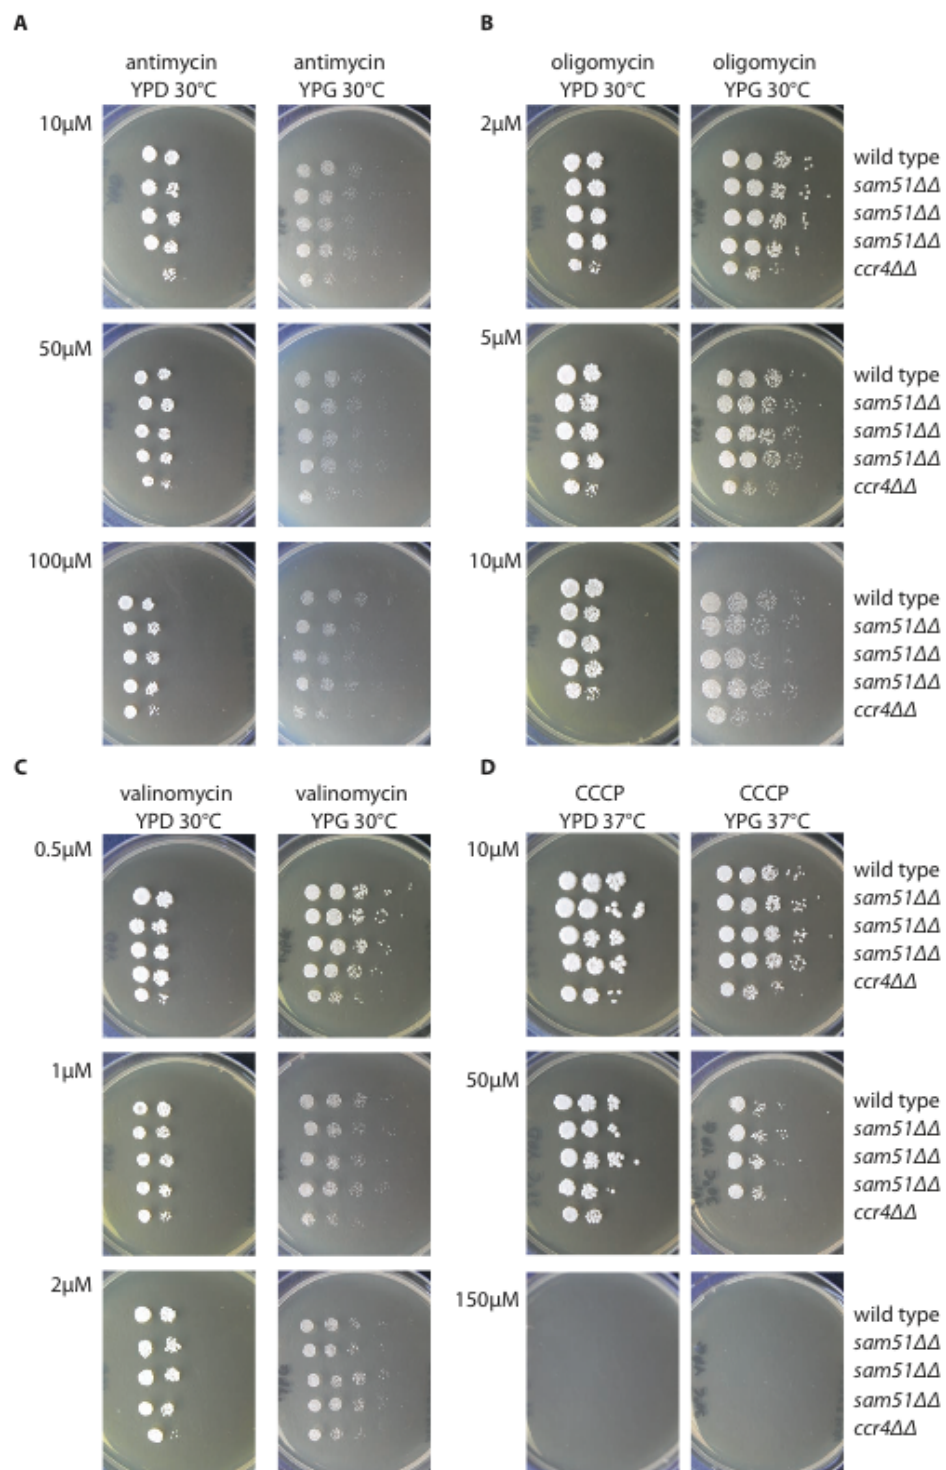 A
antimycin
YPD 30°C
antimycin
YPG 30°C
10µM
50µM
100µM
B
oligomycin
YPD 30°C
oligomycin
YPG 30°C
2µM
wild type
sam51ΔΔ
sam51ΔΔ
sam51ΔΔ
ccr4ΔΔ
5µM
wild type
sam51ΔΔ
sam51ΔΔ
sam51ΔΔ
ccr4ΔΔ
10µM
wild type
sam51ΔΔ
sam51ΔΔ
sam51ΔΔ
ccr4ΔΔ
C
valinomycin
YPD 30°C
valinomycin
YPG 30°C
0.5µM
1µM
2µM
D
CCCP
YPD 37°C
CCCP
YPG 37°C
10µM
wild type
sam51ΔΔ
sam51ΔΔ
sam51ΔΔ
ccr4ΔΔ
50µM
wild type
sam51ΔΔ
sam51ΔΔ
sam51ΔΔ
ccr4ΔΔ
150µM
wild type
sam51ΔΔ
sam51ΔΔ
sam51ΔΔ
ccr4ΔΔ